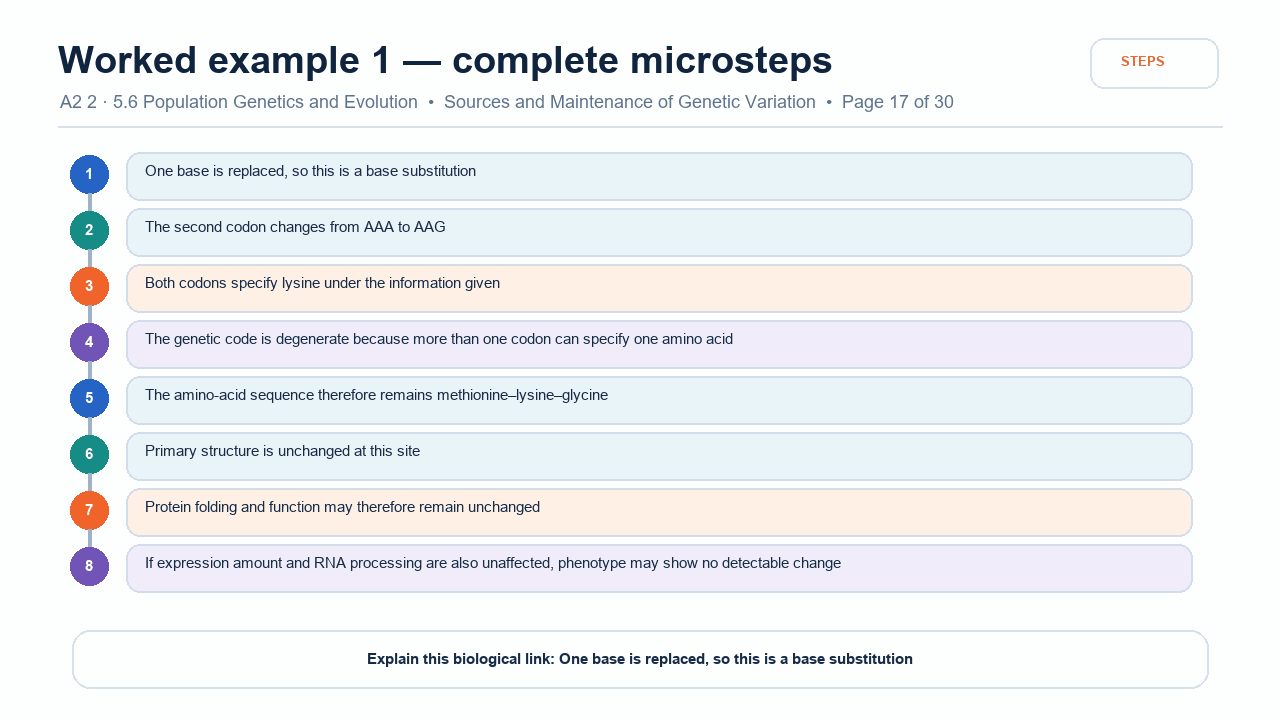 Worked example 1 — complete microsteps
STEPS
A2 2 · 5.6 Population Genetics and Evolution • Sources and Maintenance of Genetic Variation • Page 17 of 30
1 One base is replaced, so this is a base substitution
2 The second codon changes from AAA to AAG
3 Both codons specify lysine under the information given
4 The genetic code is degenerate because more than one codon can specify one amino acid
5 The amino-acid sequence therefore remains methionine–lysine–glycine
6 Primary structure is unchanged at this site
7 Protein folding and function may therefore remain unchanged
8 If expression amount and RNA processing are also unaffected, phenotype may show no detectable change
Explain this biological link: One base is replaced, so this is a base substitution